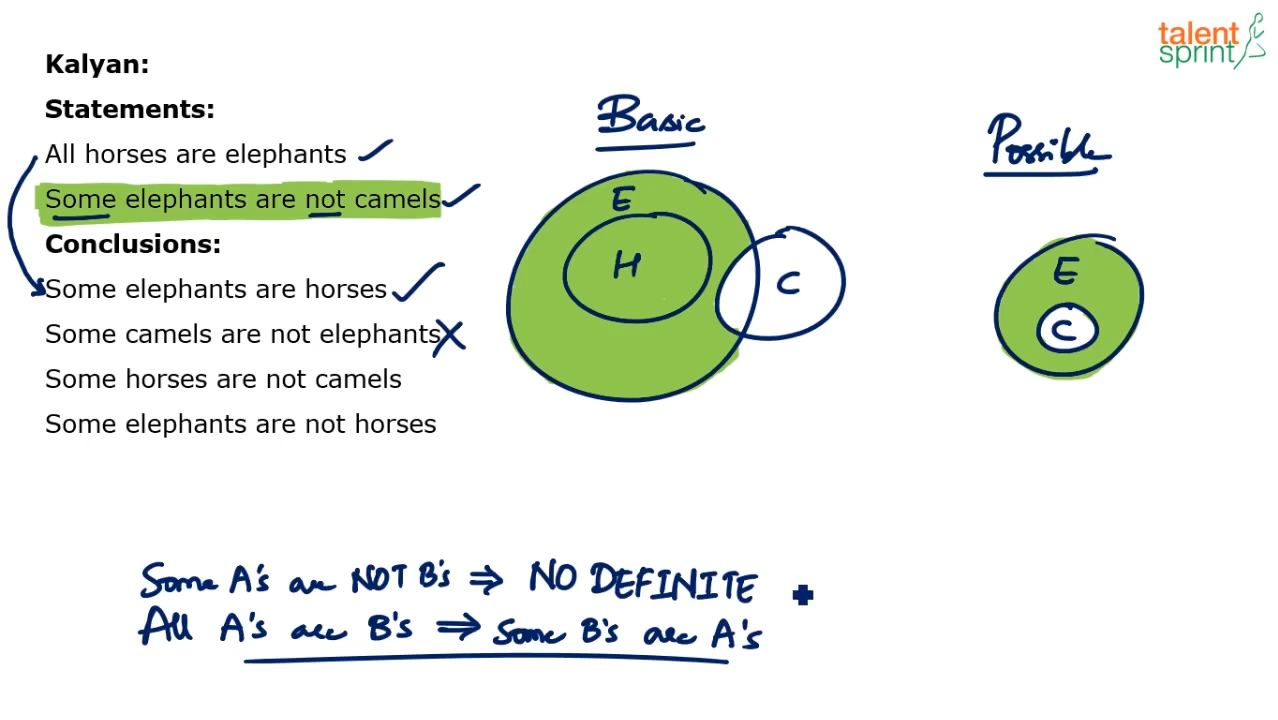 talent
sprint
Kalyan:
Statements:
All horses are elephants
Some elephants are not camels
Conclusions:
Some elephants are horses
Some camels are not elephants
Some horses are not camels
Some elephants are not horses
Basic
E
H
C
Possible
E
C
Some A's are NOT B's ⇒ NO DEFINITE
All A's are B's ⇒ Some B's are A's